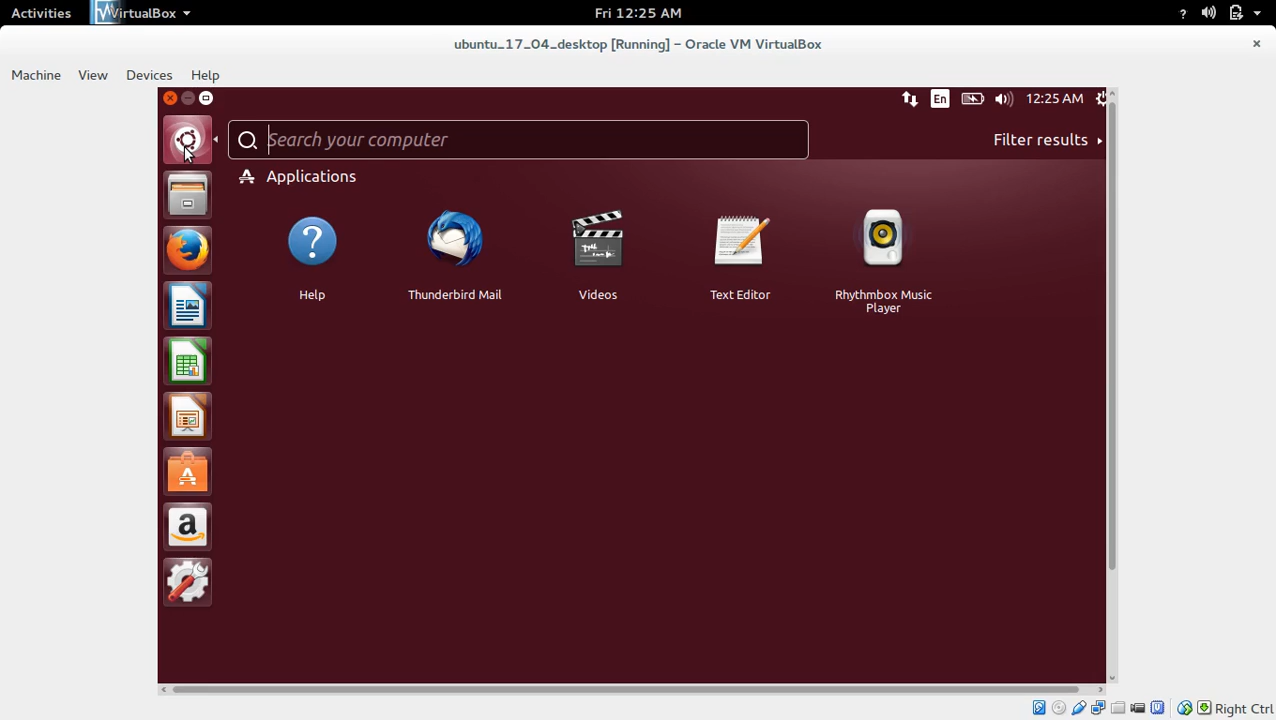 Activities VirtualBox Fri 12:25 AM ?
ubuntu_17_04_desktop [Running] – Oracle VM VirtualBox
Machine View Devices Help
En 12:25 AM
Search your computer Filter results
Applications
Help Thunderbird Mail Videos Text Editor Rhythmbox Music
Player
Right Ctrl